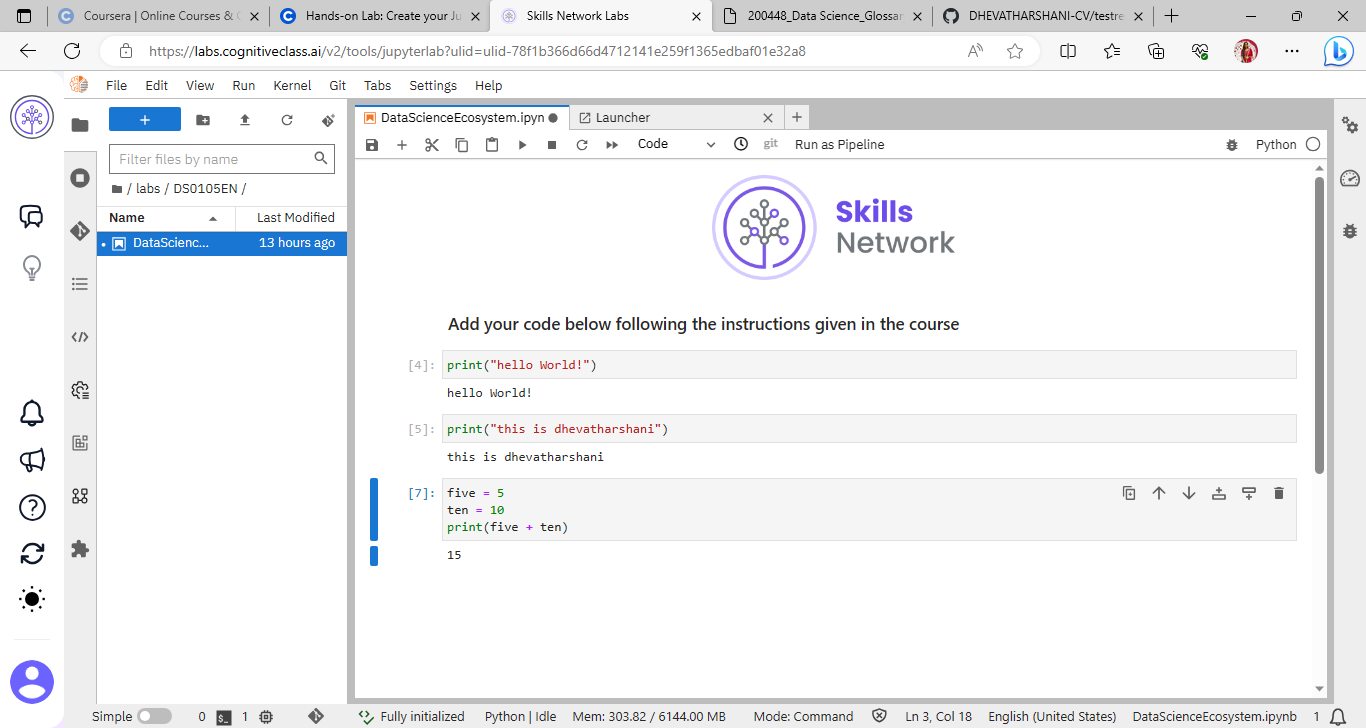 Coursera | Online Courses & C
Hands-on Lab: Create your Ju
Skills Network Labs
200448_Data Science_Glossar
DHEVATHARSHANI-CV/testre
https://labs.cognitiveclass.ai/v2/tools/jupyterlab?ulid=ulid-78f1b366d66d4712141e259f1365edbaf01e32a8
File Edit View Run Kernel Git Tabs Settings Help
DataScienceEcosystem.ipyn
Launcher
Filter files by name
Code
git
Run as Pipeline
Python
/ labs / DS0105EN /
Name Last Modified
DataScienc... 13 hours ago
Skills
Network
Add your code below following the instructions given in the course
[4]: print("hello World!")
hello World!
[5]: print("this is dhevatharshani")
this is dhevatharshani
[7]: five = 5
ten = 10
print(five + ten)
15
Simple 0 $_ 1 Fully initialized Python | Idle Mem: 303.82 / 6144.00 MB Mode: Command Ln 3, Col 18 English (United States) DataScienceEcosystem.ipynb 1